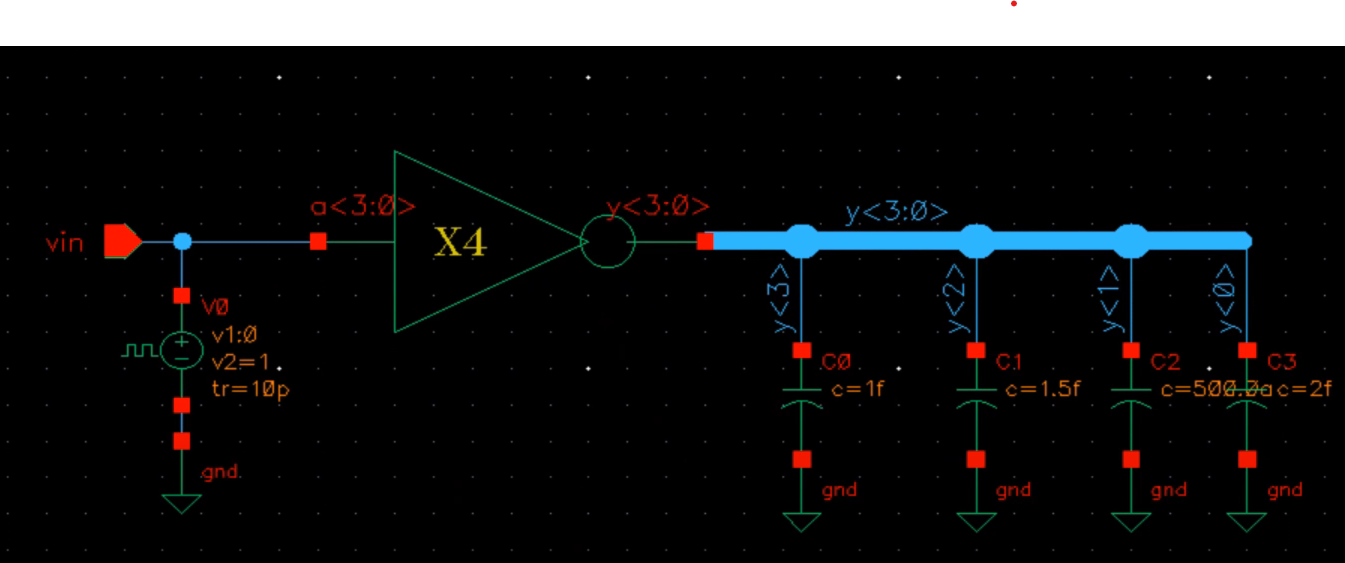 a<3:0>
y<3:0>
y<3:0>
vin
X4
y<3>
y<2>
y<1>
y<0>
V0
v1:0
v2=1
tr=10p
gnd
C0
c=1f
gnd
C1
c=1.5f
gnd
C2
c=500.0a
gnd
C3
c=2f
gnd